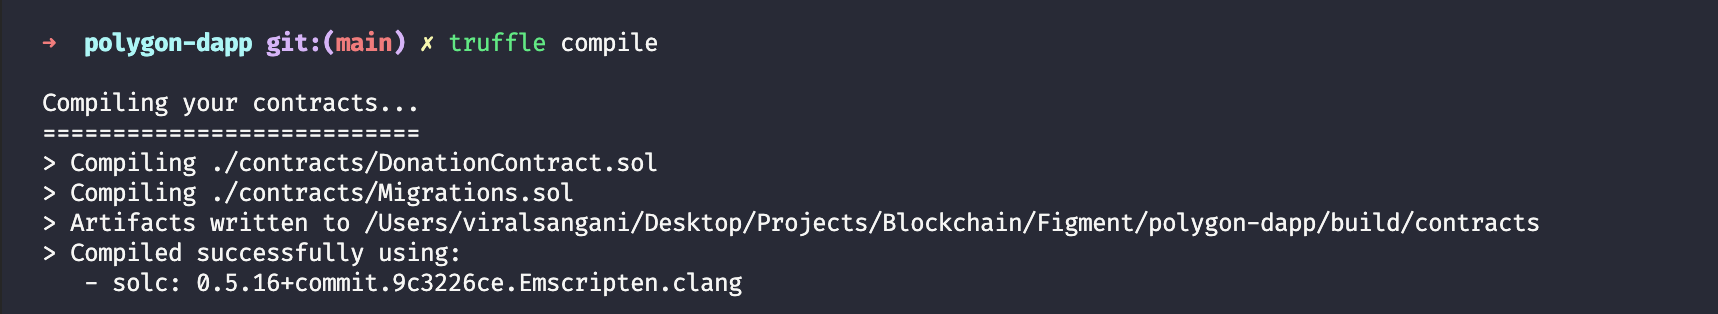 ➜  polygon-dapp git:(main) ✗ truffle compile
Compiling your contracts...
===========================
> Compiling ./contracts/DonationContract.sol
> Compiling ./contracts/Migrations.sol
> Artifacts written to /Users/viralsangani/Desktop/Projects/Blockchain/Figment/polygon-dapp/build/contracts
> Compiled successfully using:
   - solc: 0.5.16+commit.9c3226ce.Emscripten.clang